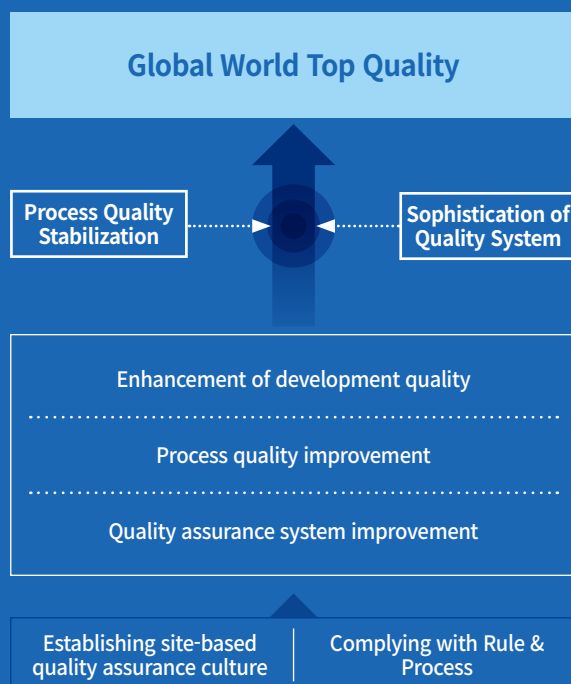 Global World Top Quality
Process Quality
Stabilization
Sophistication of
Quality System
Enhancement of development quality
Process quality improvement
Quality assurance system improvement
Establishing site-based
quality assurance culture
Complying with Rule &
Process